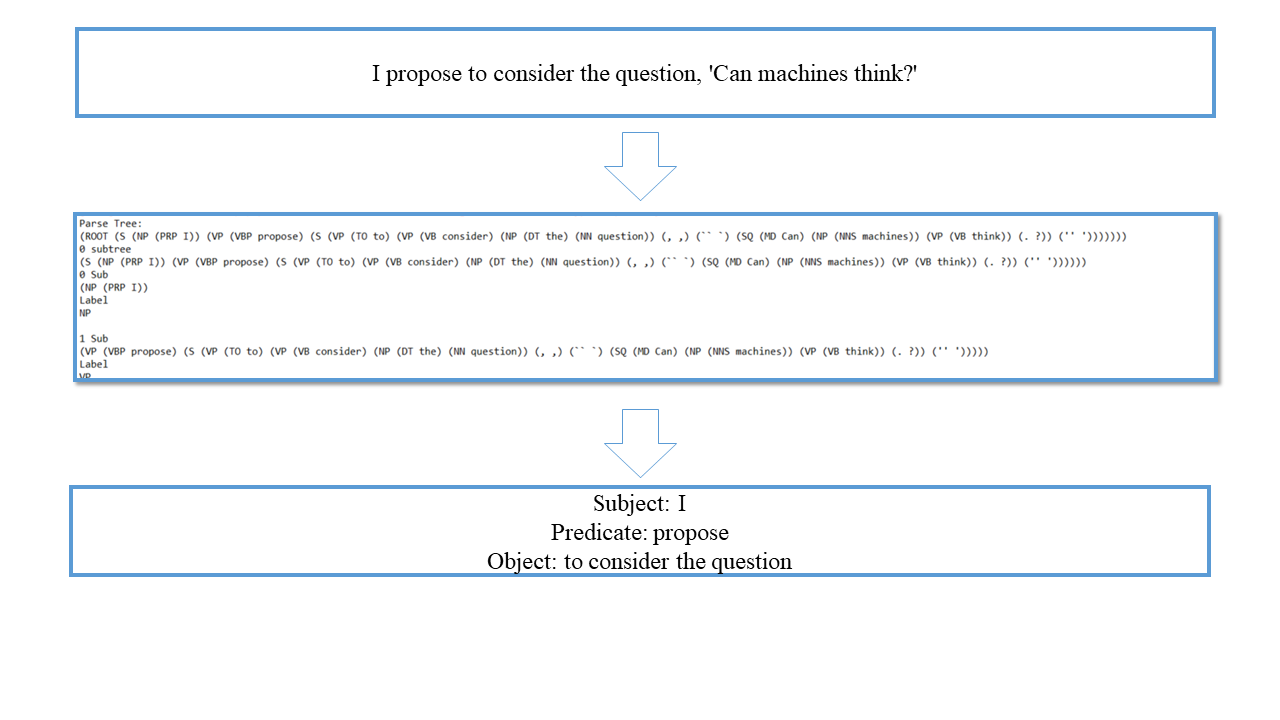 I propose to consider the question, 'Can machines think?'
Parse Tree:
(ROOT (S (NP (PRP I)) (VP (VBP propose) (S (VP (TO to) (VP (VB consider) (NP (DT the) (NN question)) (, ,) (`` `) (SQ (MD Can) (NP (NNS machines)) (VP (VB think)) (. ?)) ('' ')))))))
0 subtree
(S (NP (PRP I)) (VP (VBP propose) (S (VP (TO to) (VP (VB consider) (NP (DT the) (NN question)) (, ,) (`` `) (SQ (MD Can) (NP (NNS machines)) (VP (VB think)) (. ?)) ('' '))))))
0 Sub
(NP (PRP I))
Label
NP
1 Sub
(VP (VBP propose) (S (VP (TO to) (VP (VB consider) (NP (DT the) (NN question)) (, ,) (`` `) (SQ (MD Can) (NP (NNS machines)) (VP (VB think)) (. ?)) ('' ')))))
Label
VP
Subject: I
Predicate: propose
Object: to consider the question